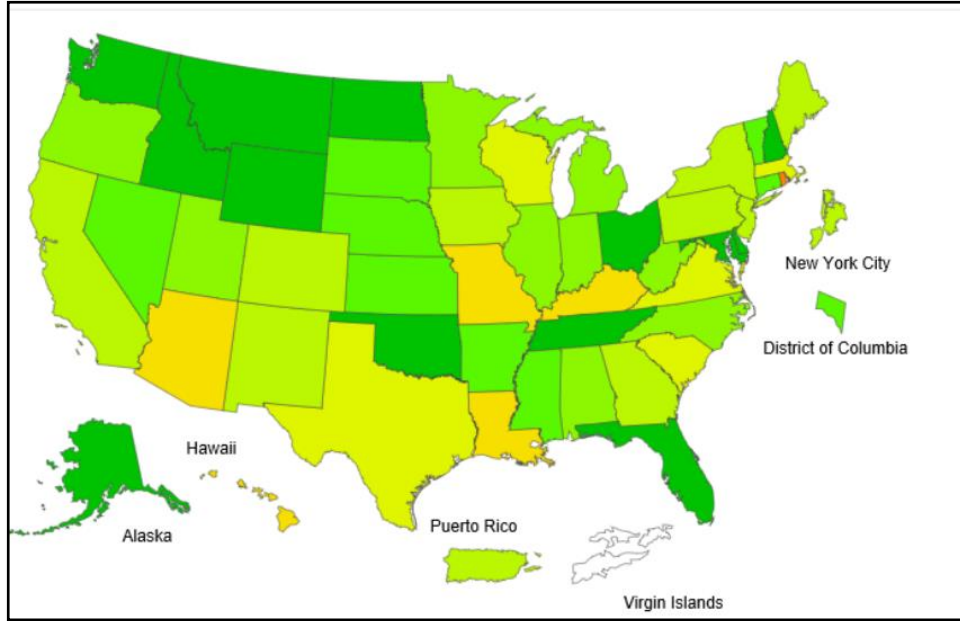 New York City
District of Columbia
Hawaii
Alaska
Puerto Rico
Virgin Islands